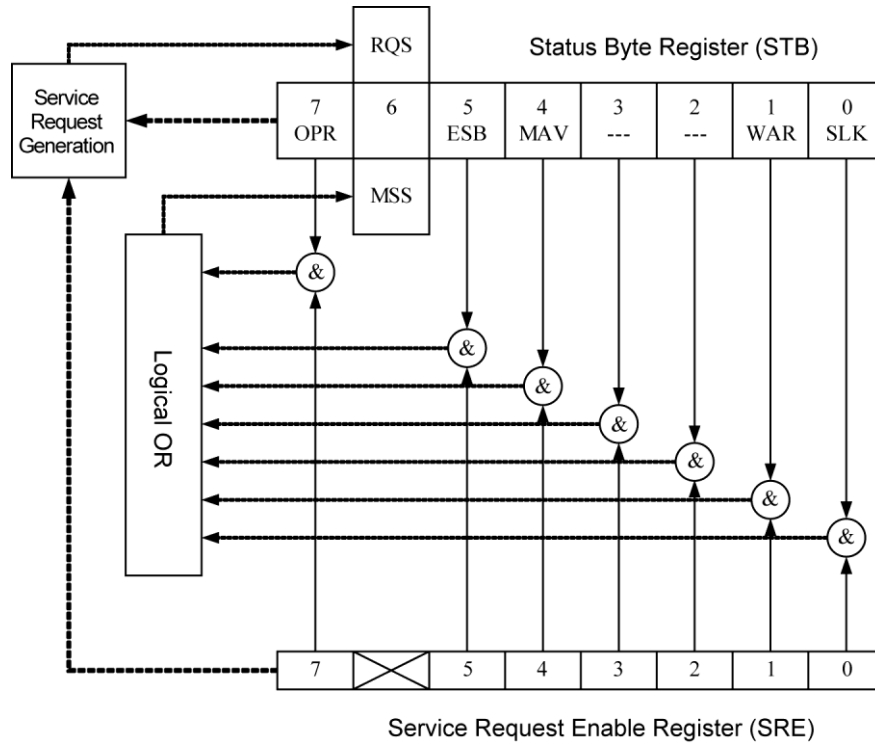 RQS
Status Byte Register (STB)
Service
Request
Generation
7 6 5 4 3 2 1 0
OPR ESB MAV --- --- WAR SLK
MSS
&
&
&
&
&
&
&
Logical OR
7 5 4 3 2 1 0
Service Request Enable Register (SRE)